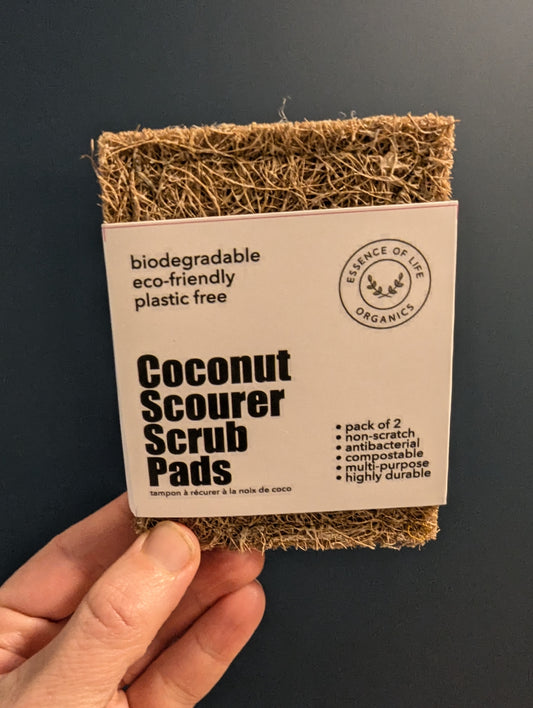 biodegradable
eco-friendly
plastic free
ESSENCE OF LIFE
ORGANICS
Coconut
Scourer
Scrub
Pads
tampon à récurer à la noix de coco
• pack of 2
• non-scratch
• antibacterial
• compostable
• multi-purpose
• highly durable